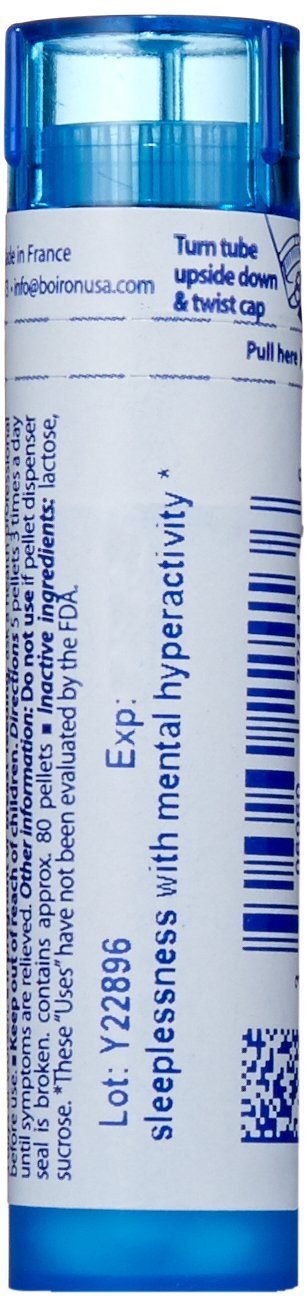 de in France
• info@boironusa.com
Turn tube
upside down
& twist cap
Pull here
before use. Keep out of reach of children. Directions 5 pellets 3 times a day
until symptoms are relieved. Other information: Do not use if pellet dispenser
seal is broken. contains approx. 80 pellets ■ Inactive ingredients: lactose,
sucrose. *These "Uses" have not been evaluated by the FDA.
Lot: Y22896 Exp:
sleeplessness with mental hyperactivity *